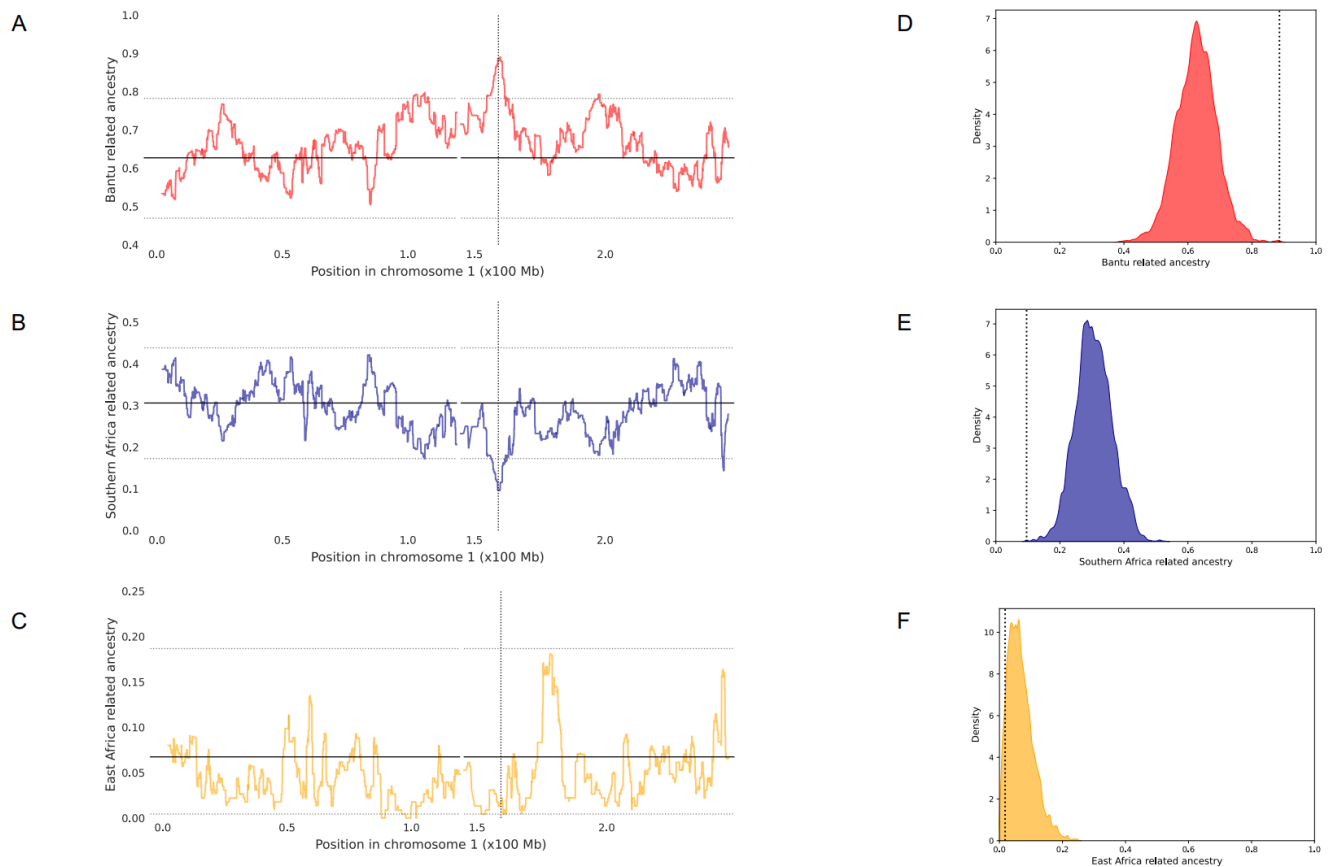 A
Bantu related ancestry
1.0
0.9
0.8
0.7
0.6
0.5
0.4
0.0 0.5 1.0 1.5 2.0
Position in chromosome 1 (x100 Mb)
D
Density
7
6
5
4
3
2
1
0
0.0 0.2 0.4 0.6 0.8 1.0
Bantu related ancestry
B
Southern Africa related ancestry
0.5
0.4
0.3
0.2
0.1
0.0
0.0 0.5 1.0 1.5 2.0
Position in chromosome 1 (x100 Mb)
E
Density
7
6
5
4
3
2
1
0
0.0 0.2 0.4 0.6 0.8 1.0
Southern Africa related ancestry
C
East Africa related ancestry
0.25
0.20
0.15
0.10
0.05
0.00
0.0 0.5 1.0 1.5 2.0
Position in chromosome 1 (x100 Mb)
F
Density
10
8
6
4
2
0
0.0 0.2 0.4 0.6 0.8 1.0
East Africa related ancestry